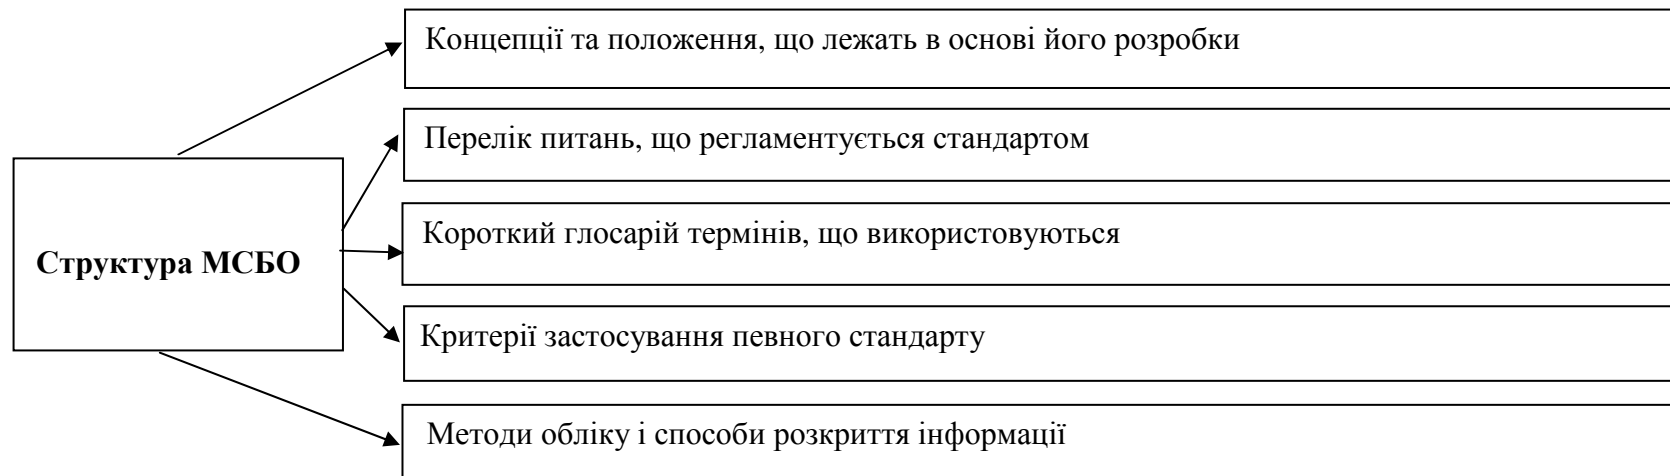 Концепції та положення, що лежать в основі його розробки
Перелік питань, що регламентується стандартом
Короткий глосарій термінів, що використовуються
Структура МСБО
Критерії застосування певного стандарту
Методи обліку і способи розкриття інформації